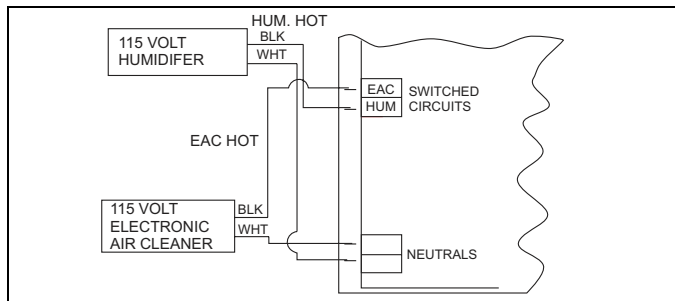 HUM. HOT
115 VOLT
HUMIDIFER
BLK
WHT
EAC
HUM
SWITCHED
CIRCUITS
EAC HOT
115 VOLT
ELECTRONIC
AIR CLEANER
BLK
WHT
NEUTRALS